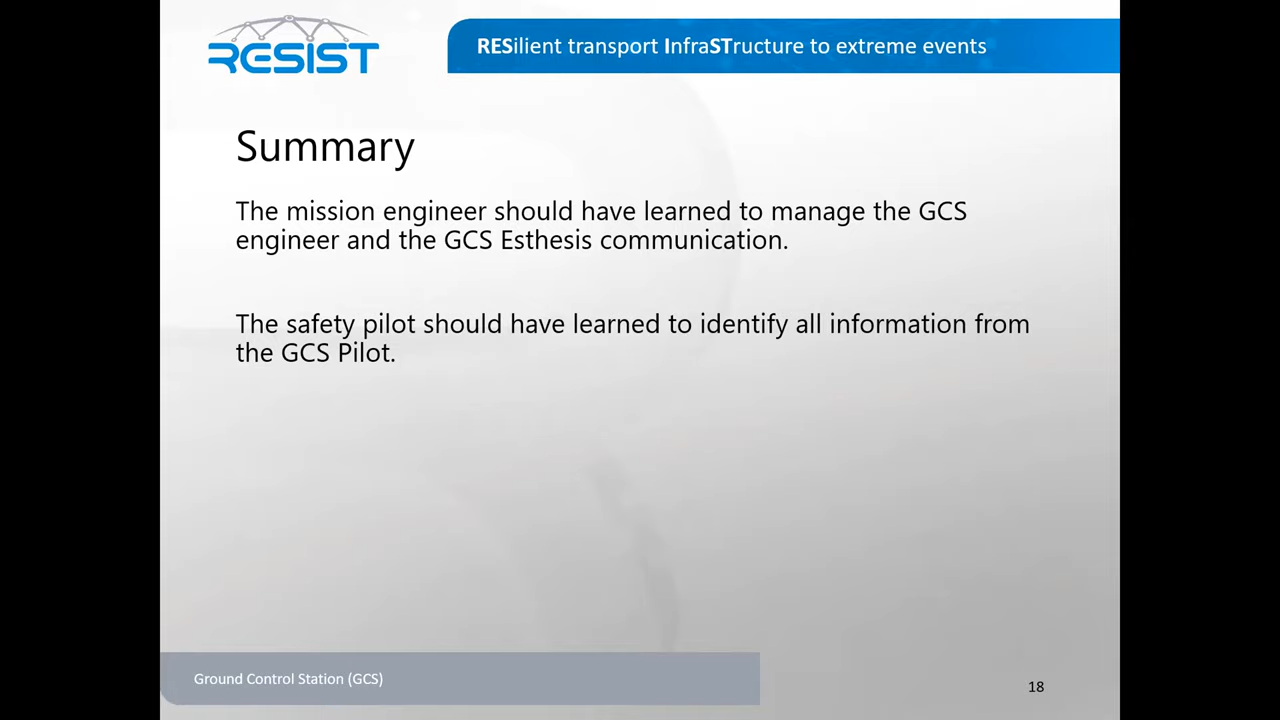 RESIST
RESilient transport InfraSTructure to extreme events
Summary
The mission engineer should have learned to manage the GCS
engineer and the GCS Esthesis communication.
The safety pilot should have learned to identify all information from
the GCS Pilot.
Ground Control Station (GCS)
18